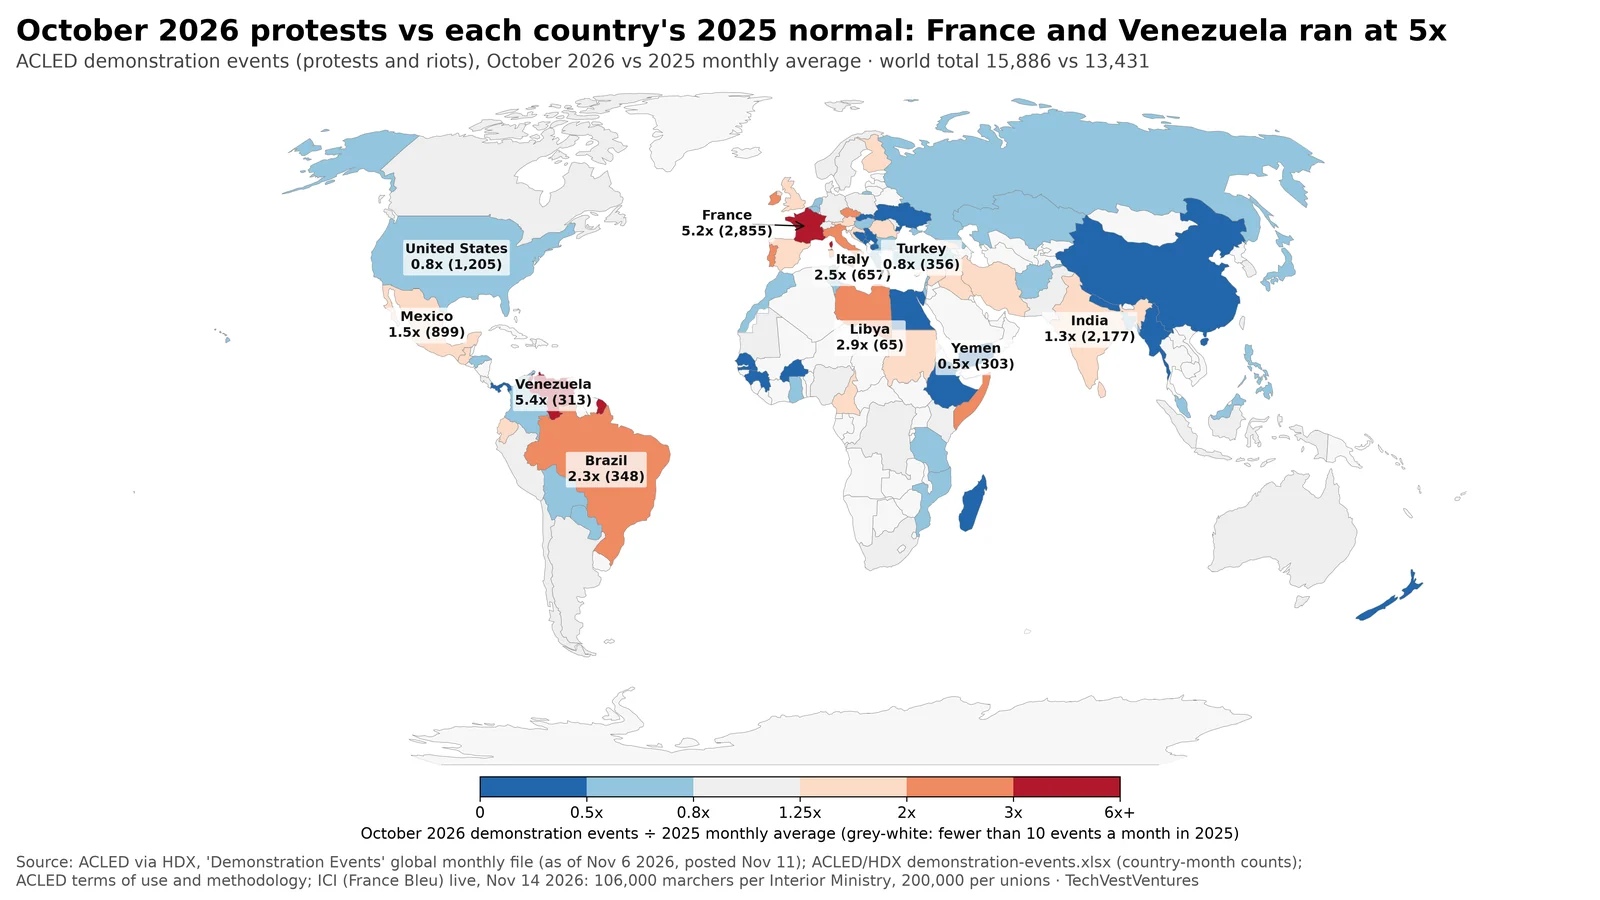 October 2026 protests vs each country's 2025 normal: France and Venezuela ran at 5x
ACLED demonstration events (protests and riots), October 2026 vs 2025 monthly average · world total 15,886 vs 13,431
France
5.2x (2,855)
United States
0.8x (1,205)
Italy
2.5x (657)
Turkey
0.8x (356)
Mexico
1.5x (899)
Libya
2.9x (65)
India
1.3x (2,177)
Yemen
0.5x (303)
Venezuela
5.4x (313)
Brazil
2.3x (348)
0 0.5x 0.8x 1.25x 2x 3x 6x+
October 2026 demonstration events ÷ 2025 monthly average (grey-white: fewer than 10 events a month in 2025)
Source: ACLED via HDX, 'Demonstration Events' global monthly file (as of Nov 6 2026, posted Nov 11); ACLED/HDX demonstration-events.xlsx (country-month counts);
ACLED terms of use and methodology; ICI (France Bleu) live, Nov 14 2026: 106,000 marchers per Interior Ministry, 200,000 per unions · TechVestVentures